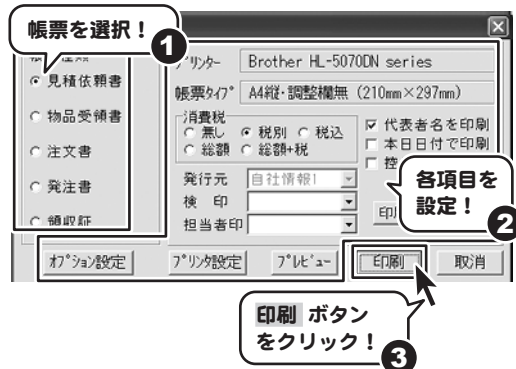 帳票を選択！
1
プリンター Brother HL-5070DN series
見積依頼書
帳票タイプ A4縦・調整欄無 (210mm×297mm)
物品受領書
消費税
無し 税別 税込
総額 総額+税
代表者名を印刷
本日日付で印刷
控
注文書
発行元 自社情報1
発注書
検 印
担当者印
領収証
各項目を
設定！
2
オプション設定 プリンタ設定 プレビュー 印刷 取消
印刷 ボタン
をクリック！
3